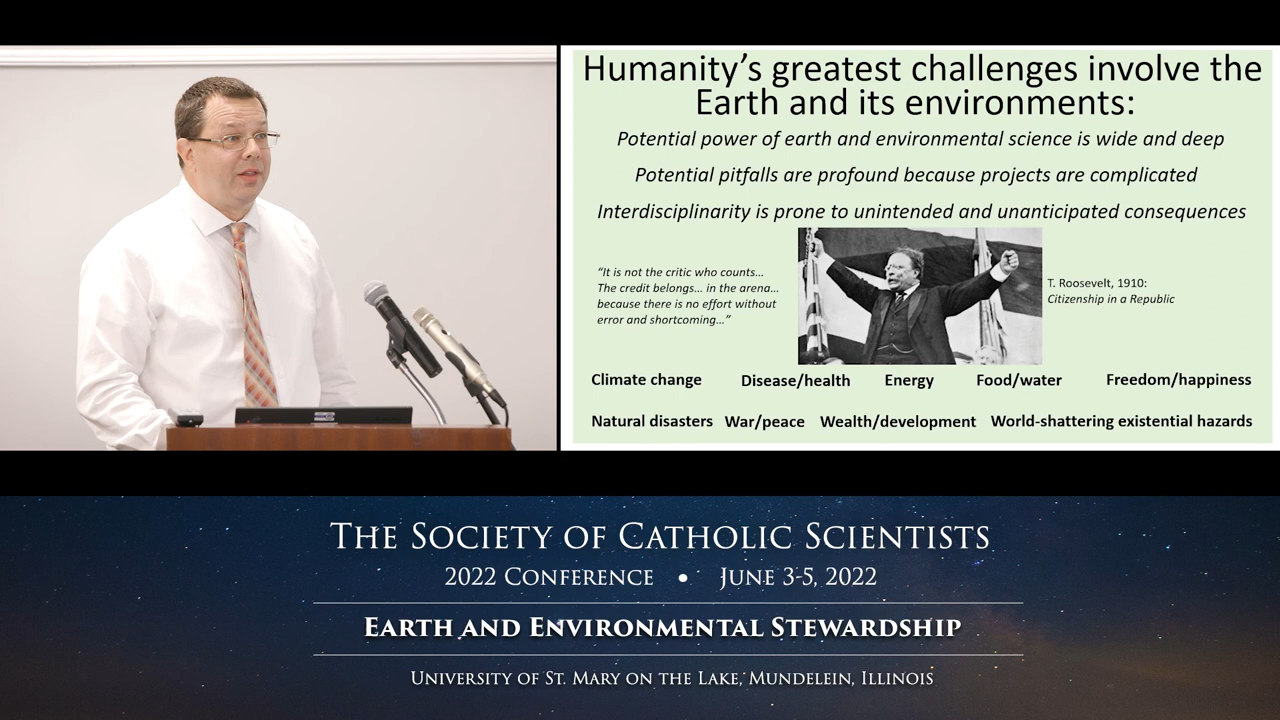 Humanity's greatest challenges involve the
Earth and its environments:
Potential power of earth and environmental science is wide and deep
Potential pitfalls are profound because projects are complicated
Interdisciplinarity is prone to unintended and unanticipated consequences
“It is not the critic who counts…
The credit belongs… in the arena…
because there is no effort without
error and shortcoming…”
T. Roosevelt, 1910:
Citizenship in a Republic
Climate change Disease/health Energy Food/water Freedom/happiness
Natural disasters War/peace Wealth/development World-shattering existential hazards
The Society of Catholic Scientists
2022 Conference • June 3-5, 2022
Earth and Environmental Stewardship
University of St. Mary on the Lake, Mundelein, Illinois